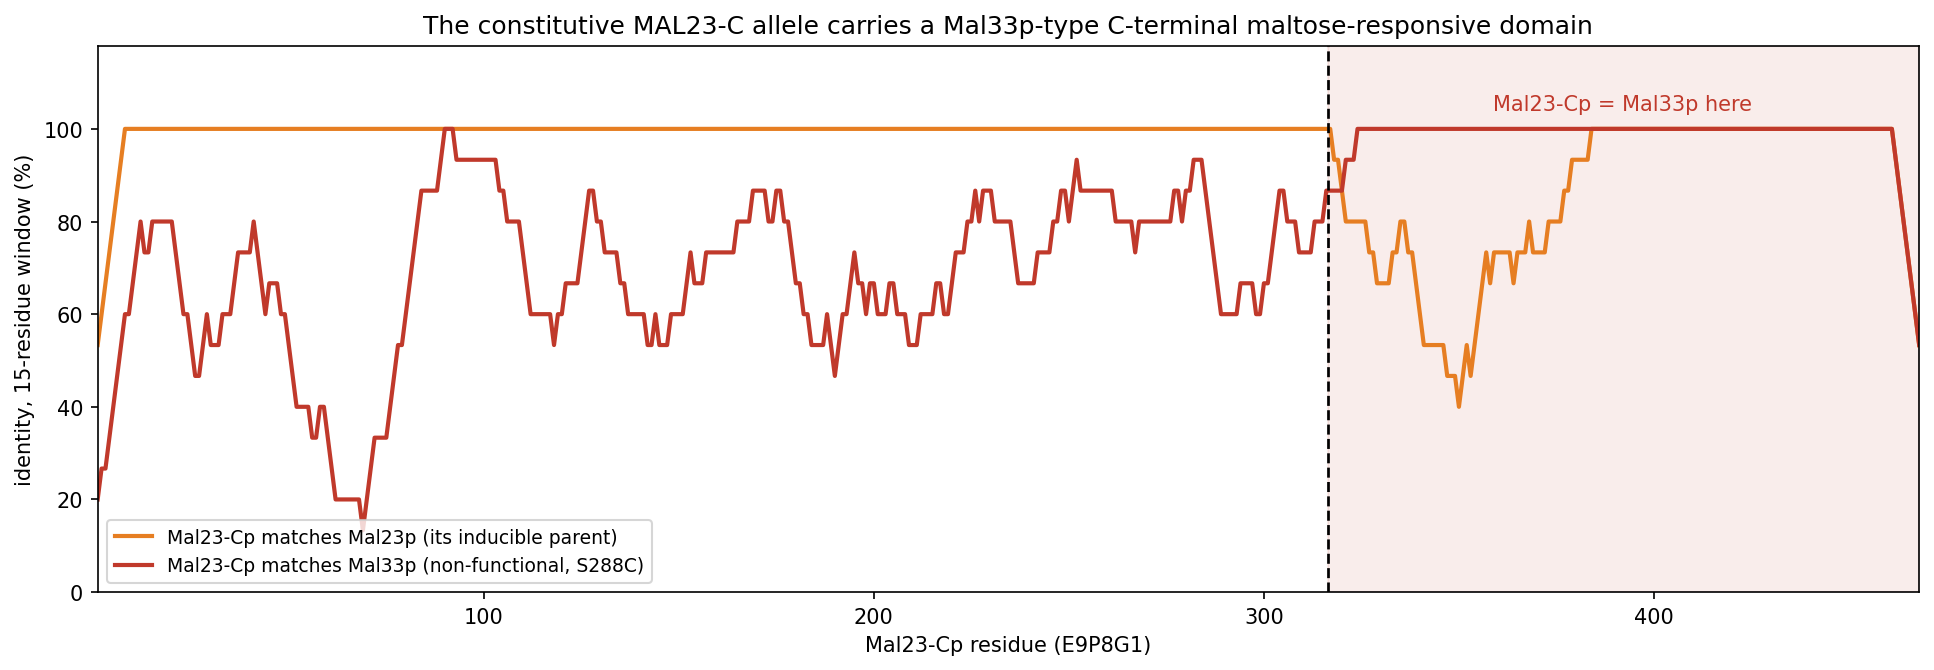 The constitutive MAL23-C allele carries a Mal33p-type C-terminal maltose-responsive domain
Mal23-Cp = Mal33p here
identity, 15-residue window (%)
100
80
60
40
20
0
Mal23-Cp matches Mal23p (its inducible parent)
Mal23-Cp matches Mal33p (non-functional, S288C)
100
200
300
400
Mal23-Cp residue (E9P8G1)